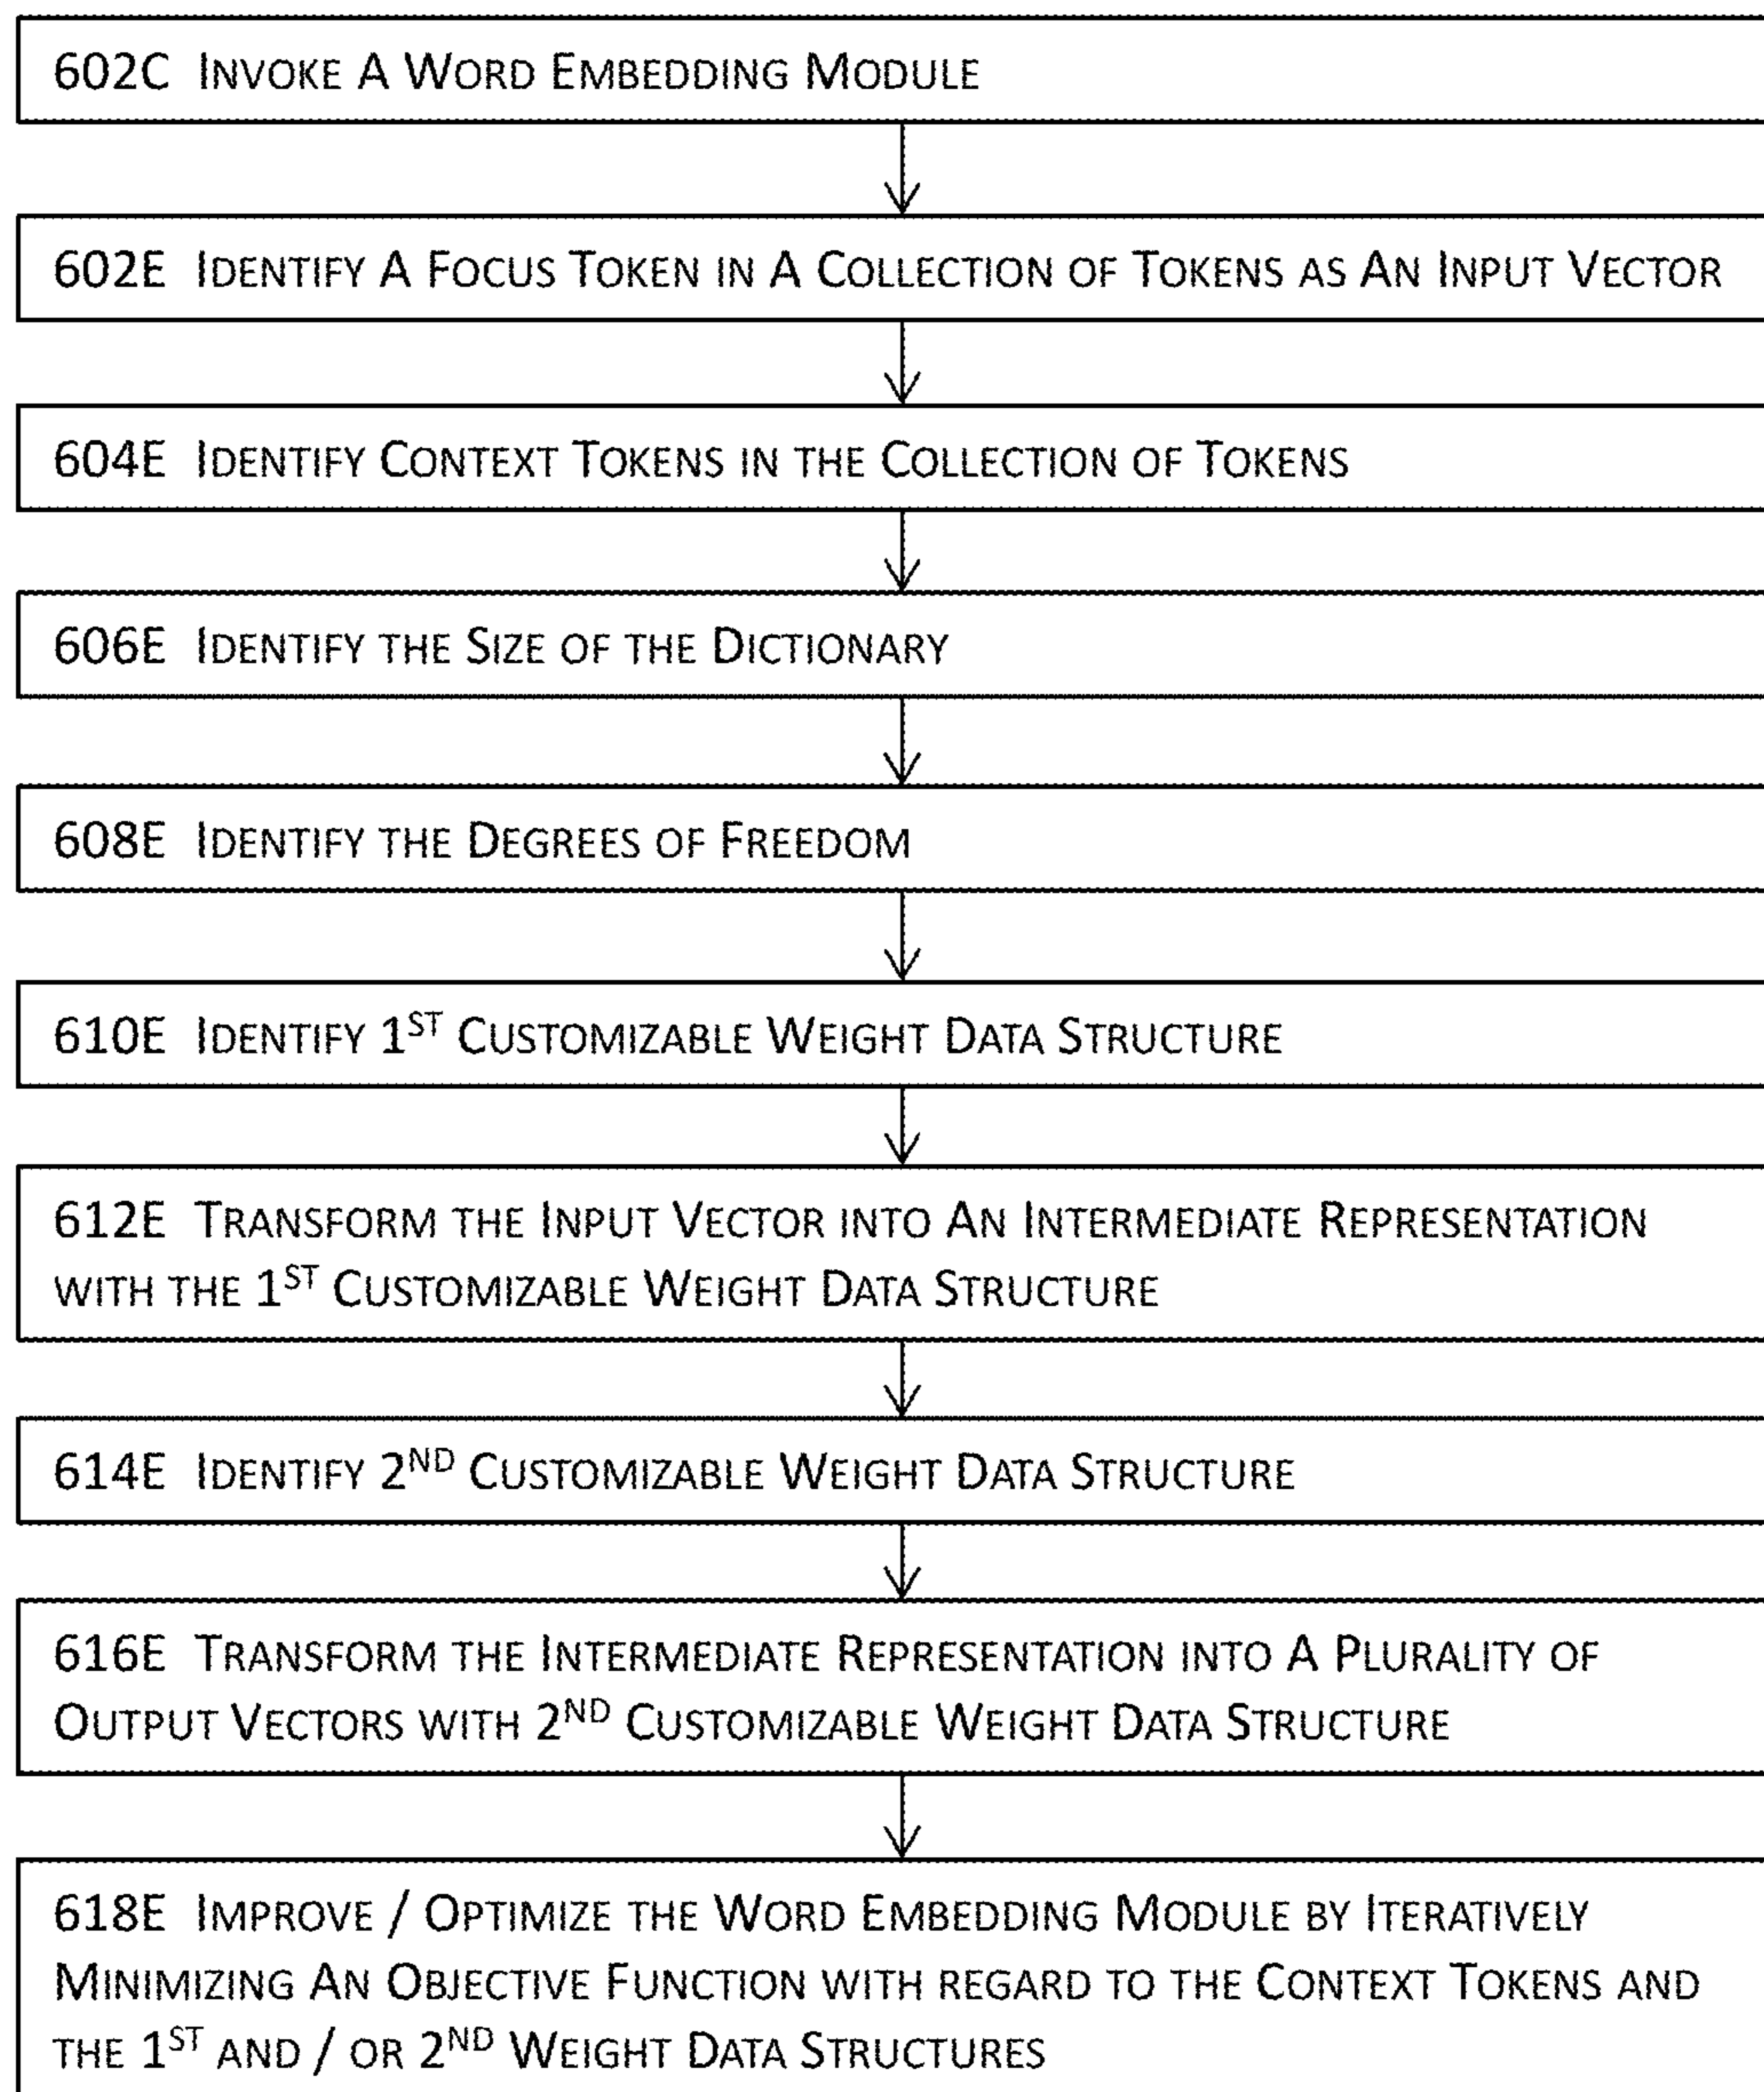 602C INVOKE A WORD EMBEDDING MODULE
602E IDENTIFY A FOCUS TOKEN IN A COLLECTION OF TOKENS AS AN INPUT VECTOR
604E IDENTIFY CONTEXT TOKENS IN THE COLLECTION OF TOKENS
606E IDENTIFY THE SIZE OF THE DICTIONARY
608E IDENTIFY THE DEGREES OF FREEDOM
610E IDENTIFY 1ST CUSTOMIZABLE WEIGHT DATA STRUCTURE
612E TRANSFORM THE INPUT VECTOR INTO AN INTERMEDIATE REPRESENTATION
WITH THE 1ST CUSTOMIZABLE WEIGHT DATA STRUCTURE
614E IDENTIFY 2ND CUSTOMIZABLE WEIGHT DATA STRUCTURE
616E TRANSFORM THE INTERMEDIATE REPRESENTATION INTO A PLURALITY OF
OUTPUT VECTORS WITH 2ND CUSTOMIZABLE WEIGHT DATA STRUCTURE
618E IMPROVE / OPTIMIZE THE WORD EMBEDDING MODULE BY ITERATIVELY
MINIMIZING AN OBJECTIVE FUNCTION WITH REGARD TO THE CONTEXT TOKENS AND
THE 1ST AND / OR 2ND WEIGHT DATA STRUCTURES